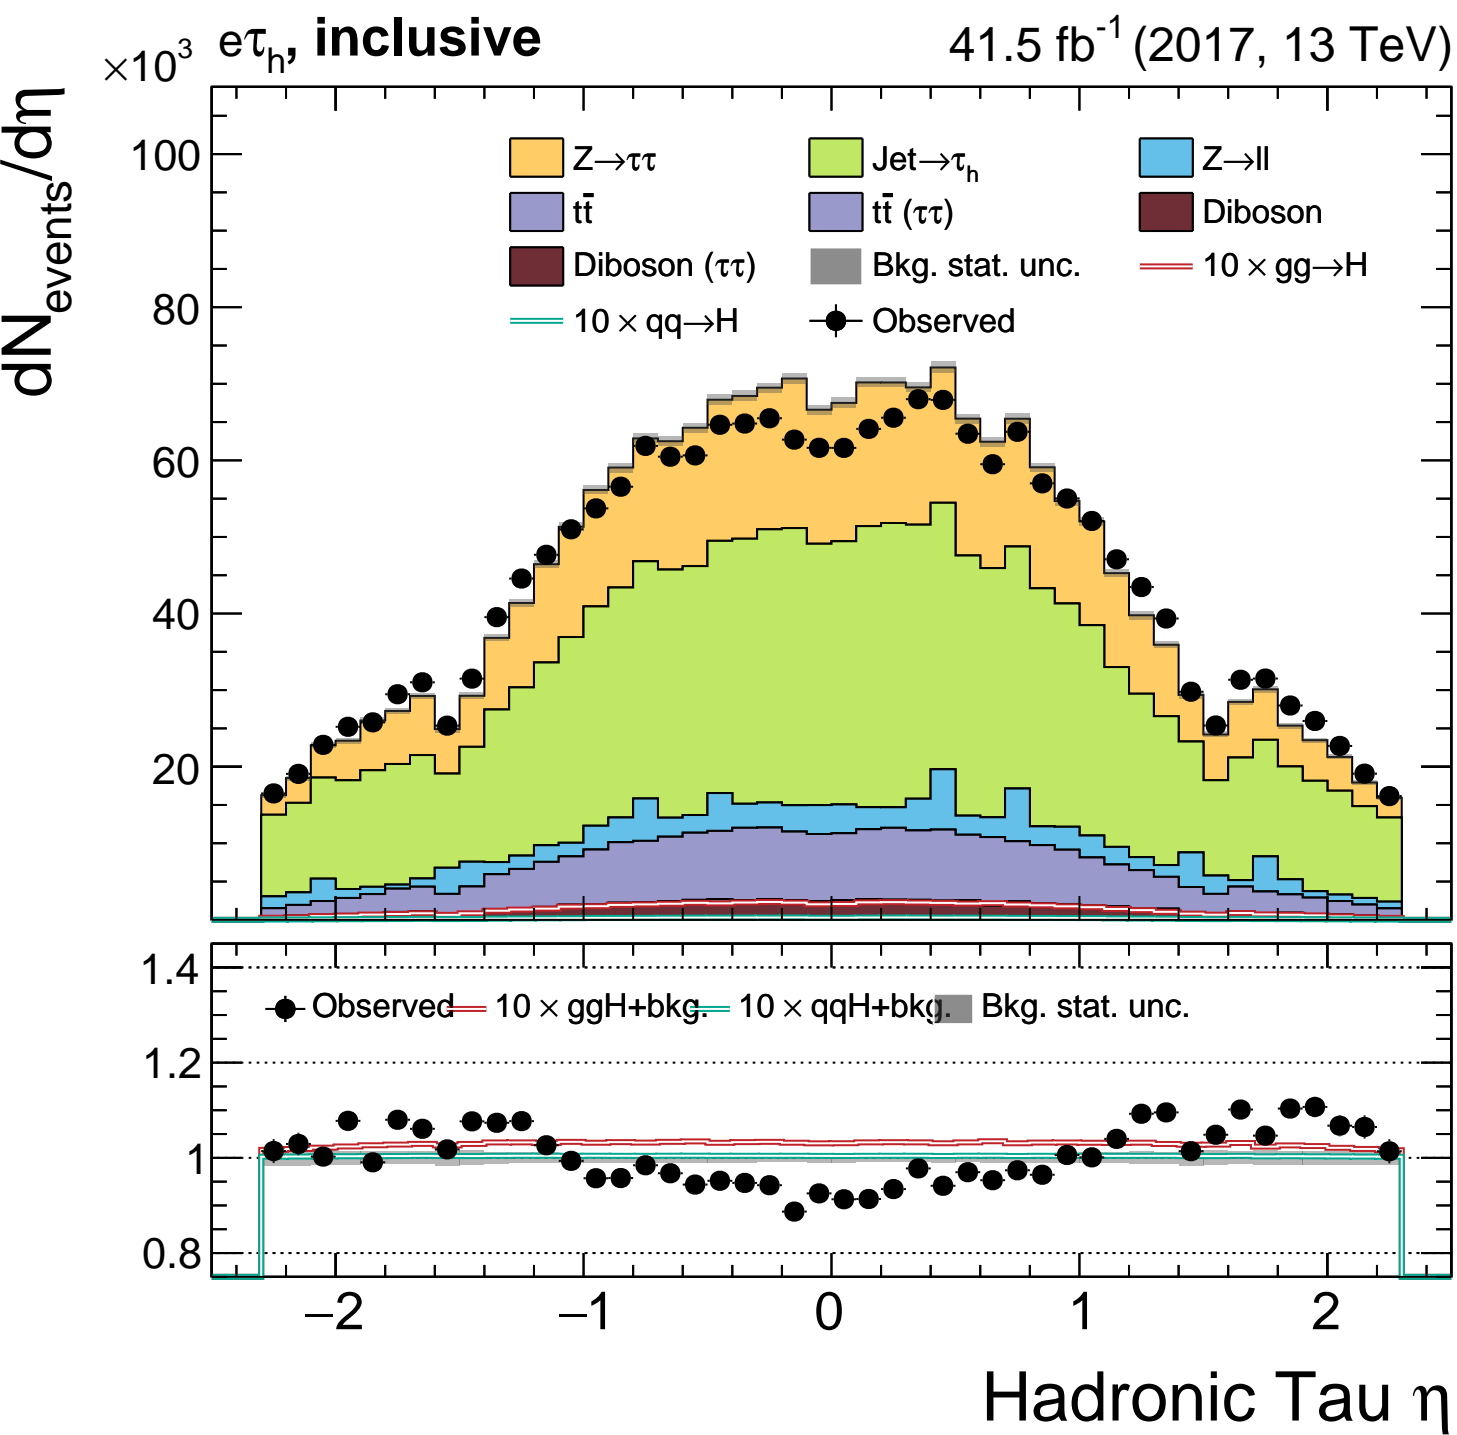 ×10³ eτₕ, inclusive 41.5 fb⁻¹ (2017, 13 TeV)
dN_events/dη
100
80
60
40
20
Z→ττ Jet→τₕ Z→ll
tt̄ tt̄ (ττ) Diboson
Diboson (ττ) Bkg. stat. unc. 10 × gg→H
10 × qq→H Observed
1.4
1.2
1
0.8
Observed 10 × ggH+bkg. 10 × qqH+bkg. Bkg. stat. unc.
−2 −1 0 1 2
Hadronic Tau η